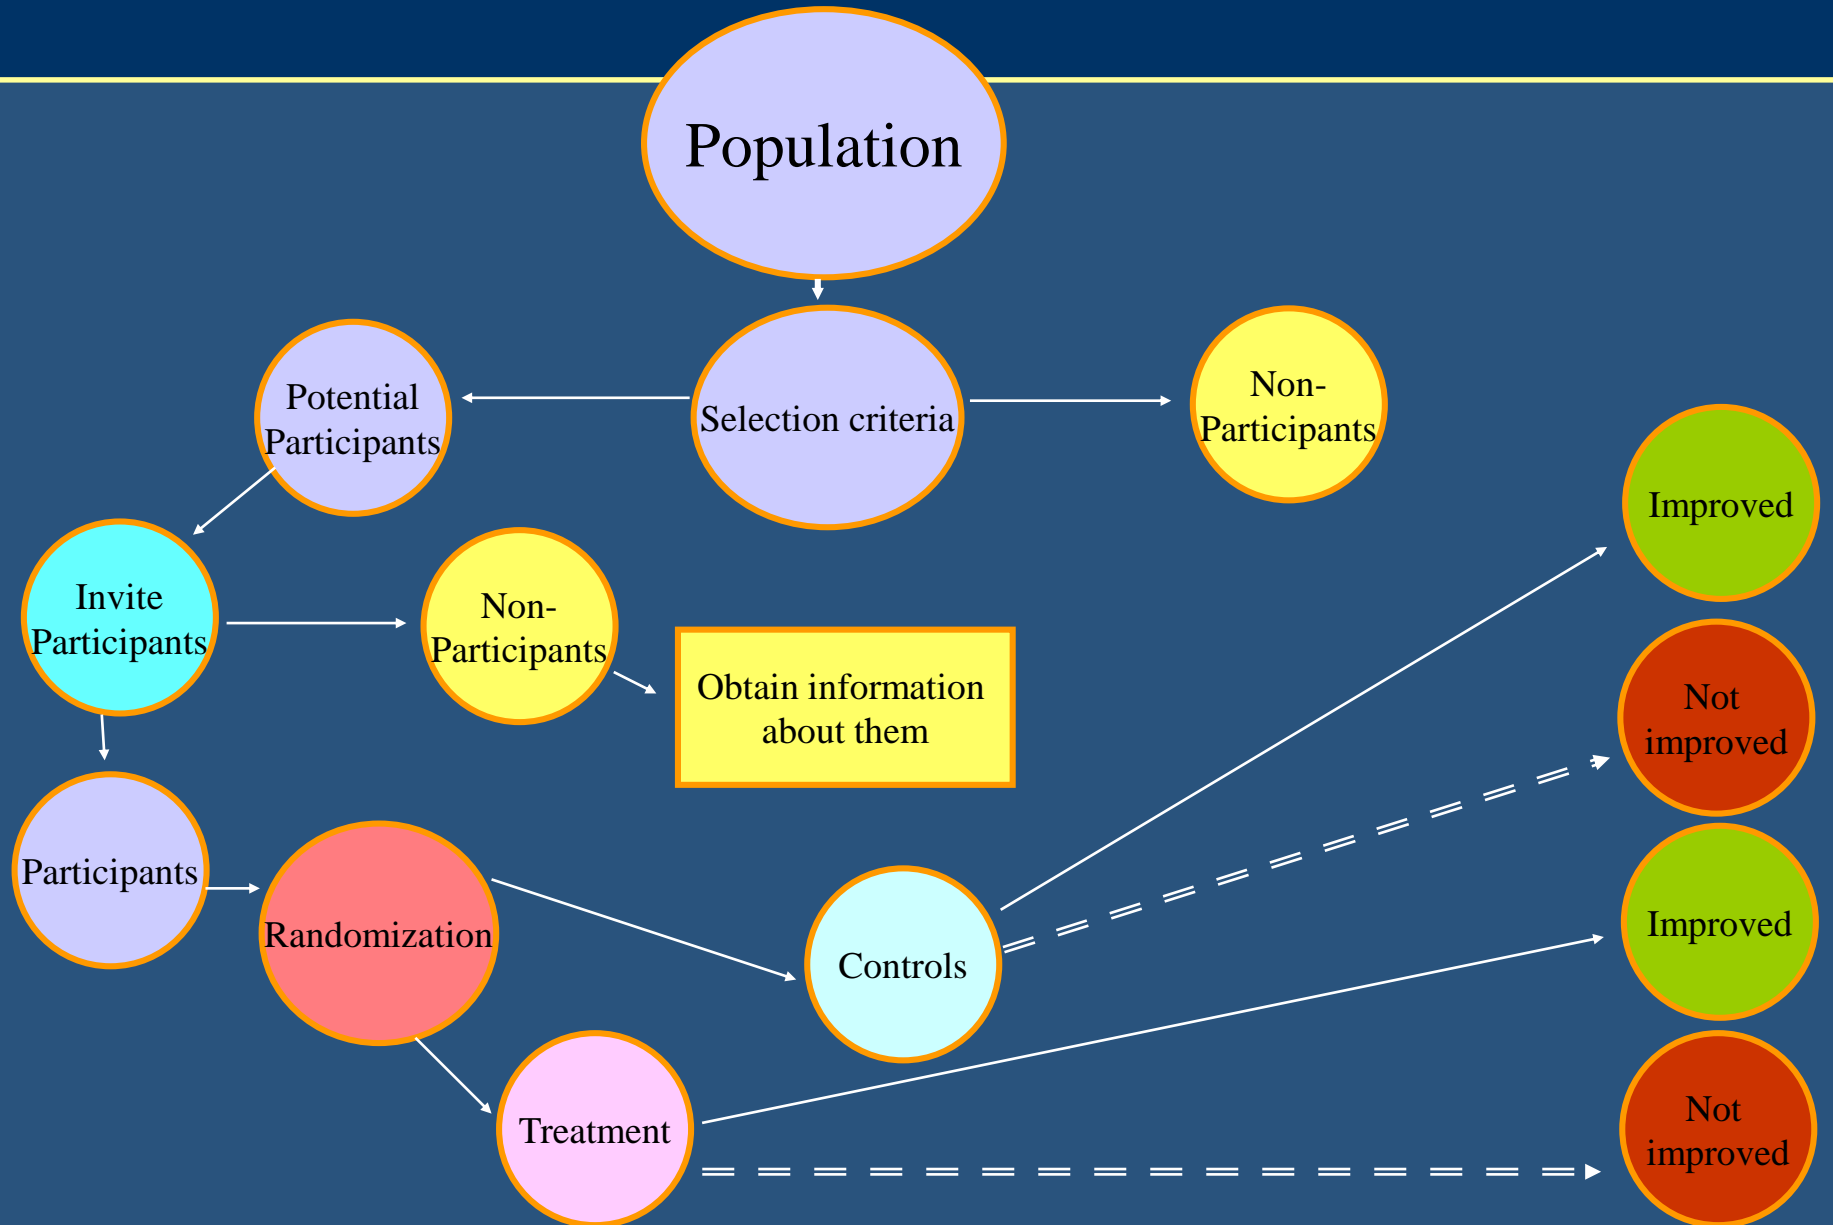 Population
Potential
Participants
Selection criteria
Non-
Participants
Improved
Invite
Participants
Non-
Participants
Obtain information
about them
Not
improved
Participants
Randomization
Controls
Improved
Treatment
Not
improved